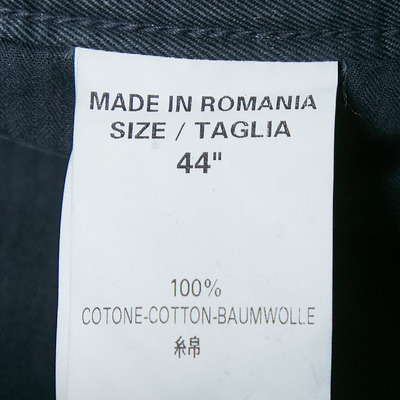 MADE IN ROMANIA
SIZE / TAGLIA
44"
100%
COTONE-COTTON-BAUMWOLLE
綿